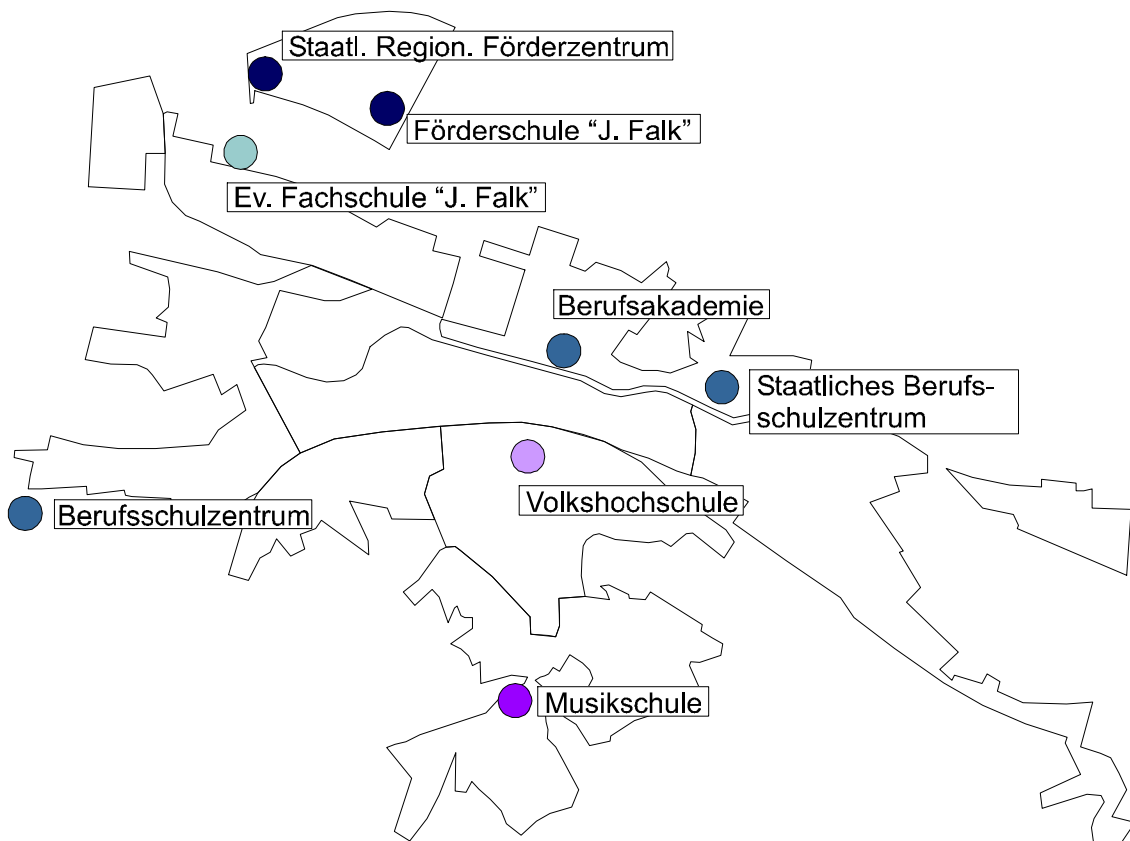 Staatl. Region. Förderzentrum
Förderschule “J. Falk”
Ev. Fachschule “J. Falk”
Berufsakademie
Staatliches Berufs-
schulzentrum
Volkshochschule
Berufsschulzentrum
Musikschule